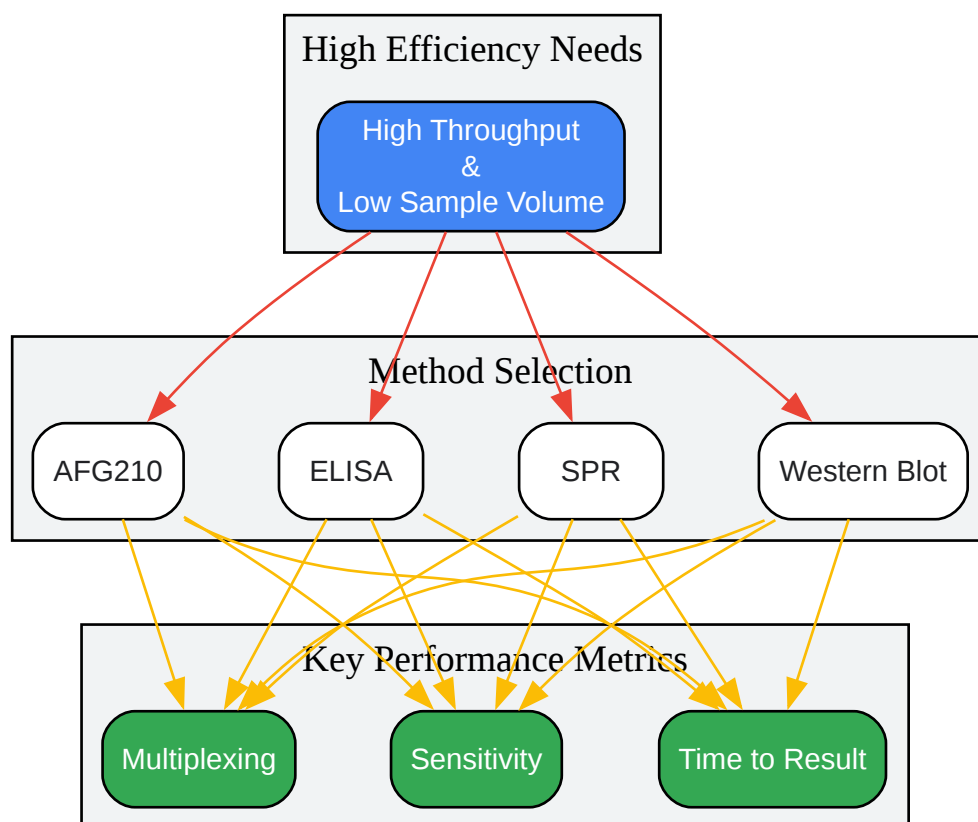 High Efficiency Needs
High Throughput
&
Low Sample Volume
Method Selection
AFG210
ELISA
SPR
Western Blot
Key Performance Metrics
Multiplexing
Sensitivity
Time to Result